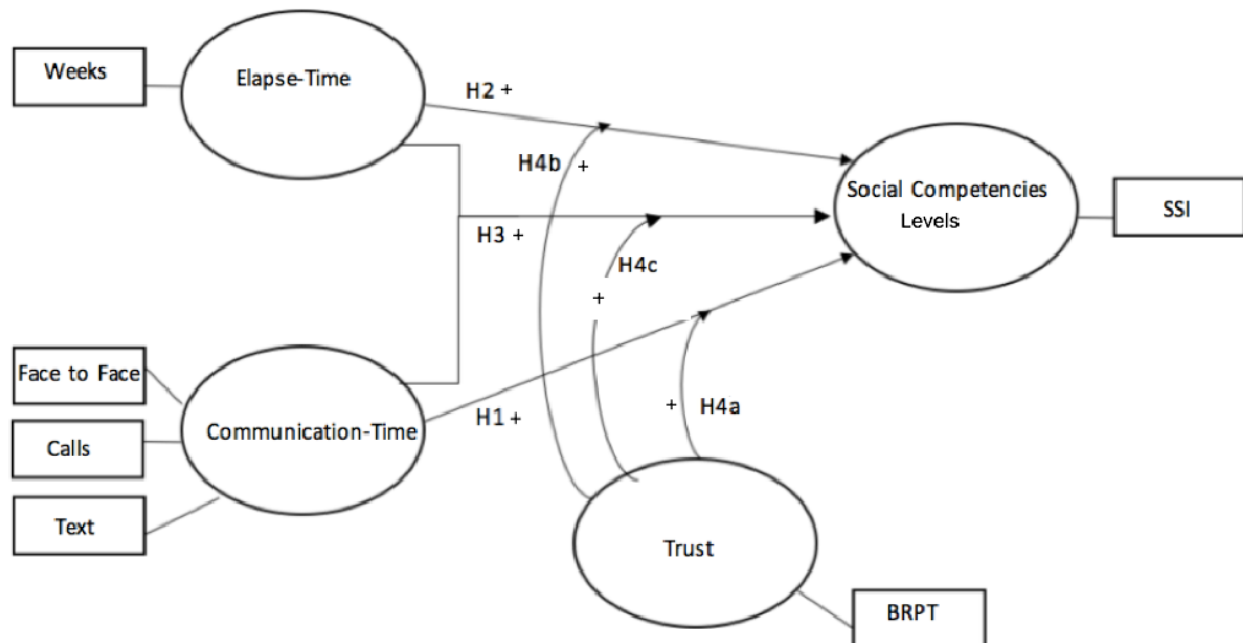 Weeks
Elapse-Time
H2 +
H4b +
Social Competencies
Levels
SSI
H3 +
H4c
+
Face to Face
Calls
Text
Communication-Time
H1 +
+ H4a
Trust
BRPT